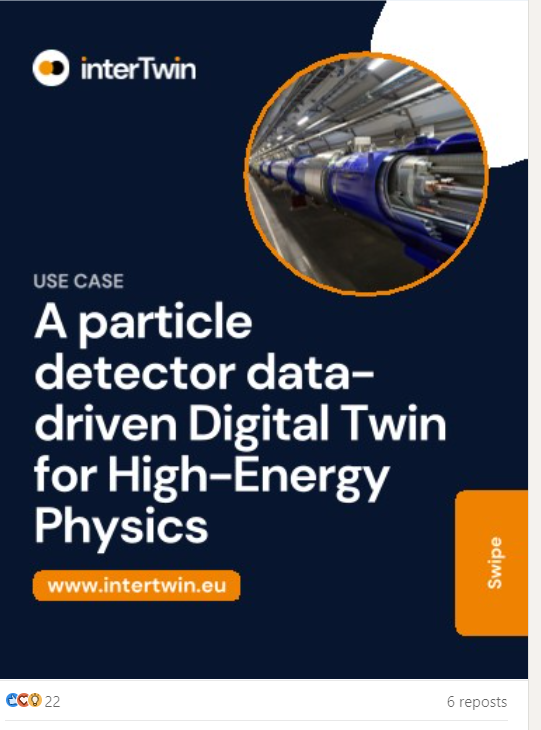 interTwin
USE CASE
A particle
detector data-
driven Digital Twin
for High-Energy
Physics
www.intertwin.eu
Swipe
22
6 reposts